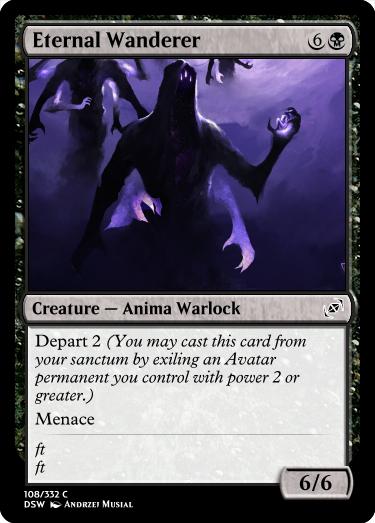 Eternal Wanderer 6
Creature — Anima Warlock
Depart 2 (You may cast this card from
your sanctum by exiling an Avatar
permanent you control with power 2 or
greater.)
Menace
ft
ft
6/6
108/332 C
DSW Andrzej Musial